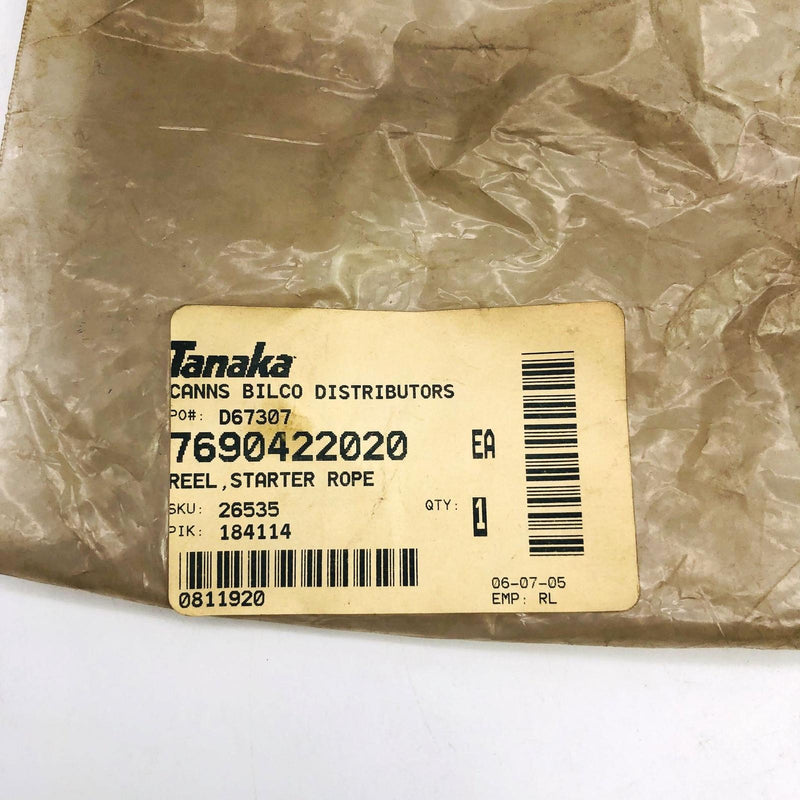 Tanaka
CANNS BILCO DISTRIBUTORS
PO#: D67307
7690422020 EA
REEL,STARTER ROPE
SKU: 26535 QTY: 1
PIK: 184114
0811920
06-07-05
EMP: RL